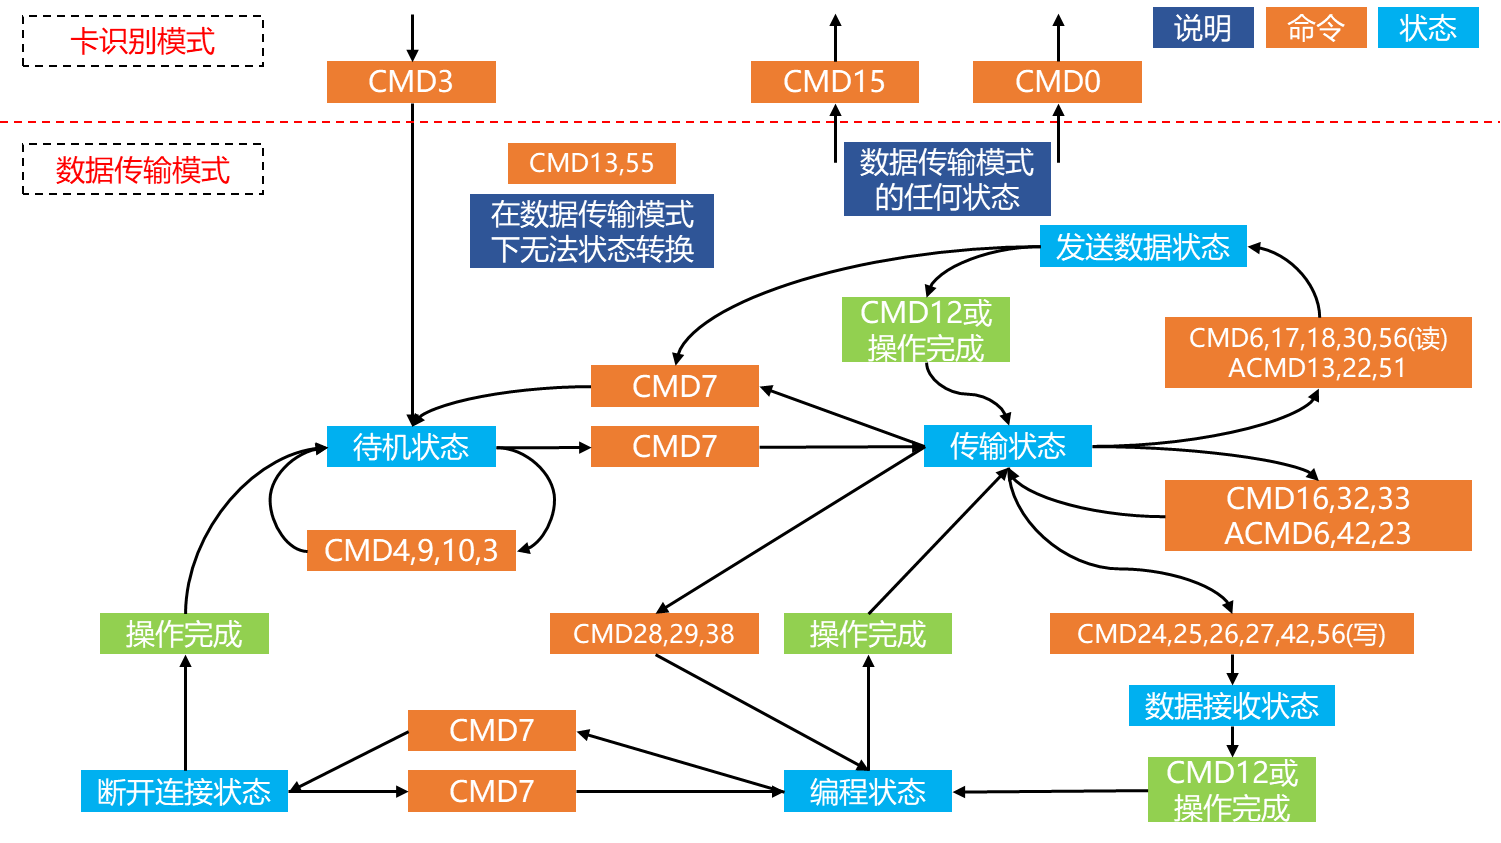 卡识别模式
说明
命令
状态
CMD3
CMD15
CMD0
数据传输模式
CMD13,55
在数据传输模式
下无法状态转换
数据传输模式
的任何状态
发送数据状态
CMD12或
操作完成
CMD6,17,18,30,56(读)
ACMD13,22,51
CMD7
待机状态
CMD7
传输状态
CMD16,32,33
ACMD6,42,23
CMD4,9,10,3
操作完成
CMD28,29,38
操作完成
CMD24,25,26,27,42,56(写)
数据接收状态
CMD7
断开连接状态
CMD7
编程状态
CMD12或
操作完成